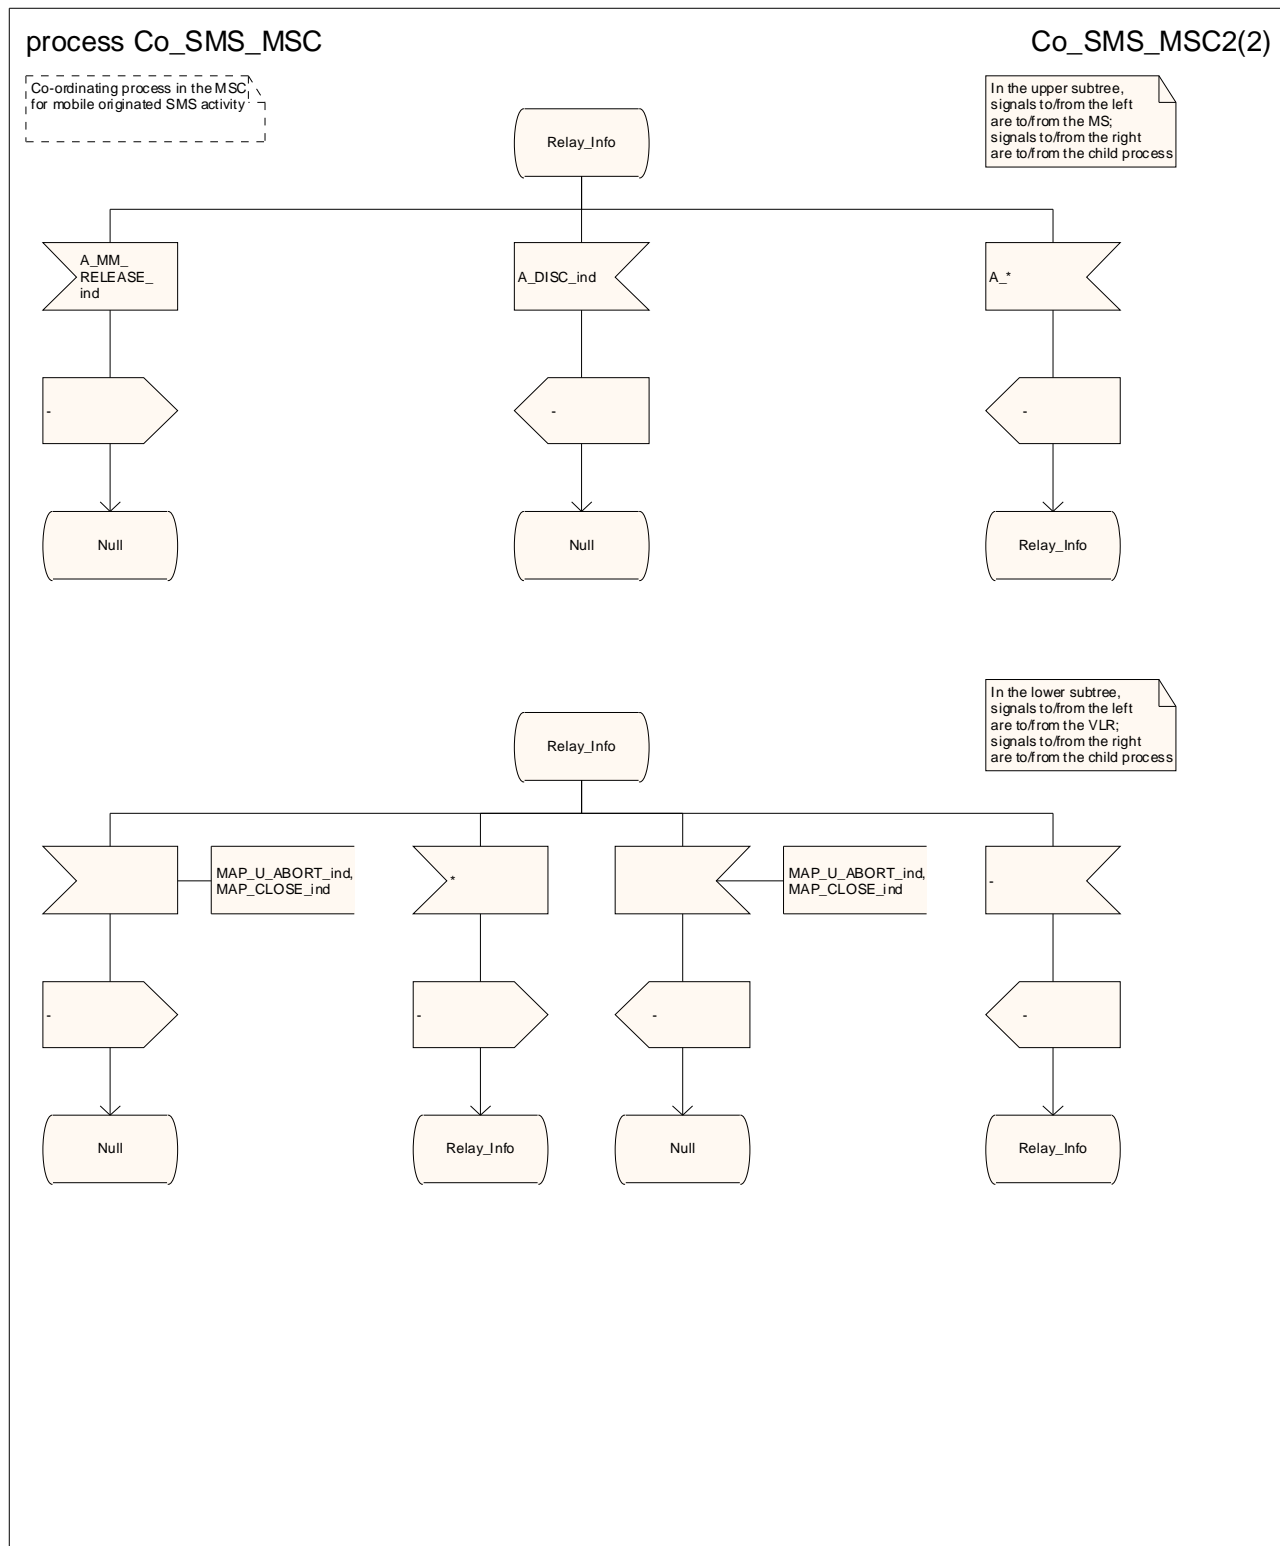 process Co_SMS_MSC
Co_SMS_MSC2(2)
Co-ordinating process in the MSC
for mobile originated SMS activity
In the upper subtree,
signals to/from the left
are to/from the MS;
signals to/from the right
are to/from the child process
Relay_Info
A_MM_
RELEASE_
ind
A_DISC_ind
A_*
-
-
-
Null
Null
Relay_Info
In the lower subtree,
signals to/from the left
are to/from the VLR;
signals to/from the right
are to/from the child process
Relay_Info
MAP_U_ABORT_ind,
MAP_CLOSE_ind
*
MAP_U_ABORT_ind,
MAP_CLOSE_ind
-
-
-
-
-
Null
Relay_Info
Null
Relay_Info